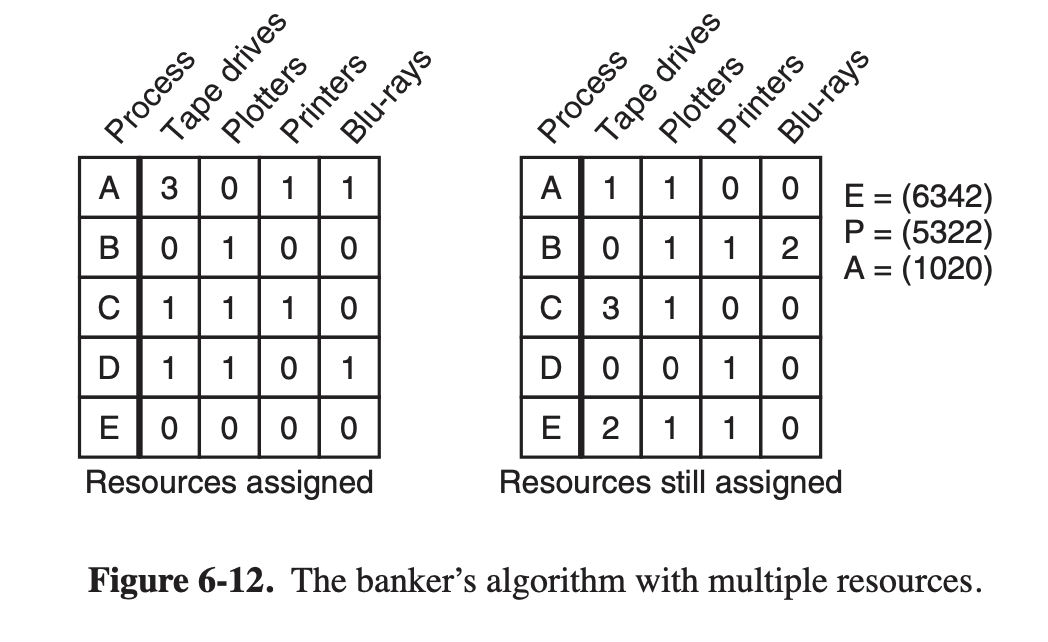 Process Tape drives Plotters Printers Blu-rays
A 3 0 1 1
B 0 1 0 0
C 1 1 1 0
D 1 1 0 1
E 0 0 0 0
Resources assigned
Process Tape drives Plotters Printers Blu-rays
A 1 1 0 0
B 0 1 1 2
C 3 1 0 0
D 0 0 1 0
E 2 1 1 0
Resources still assigned
E = (6342)
P = (5322)
A = (1020)
Figure 6-12. The banker’s algorithm with multiple resources.